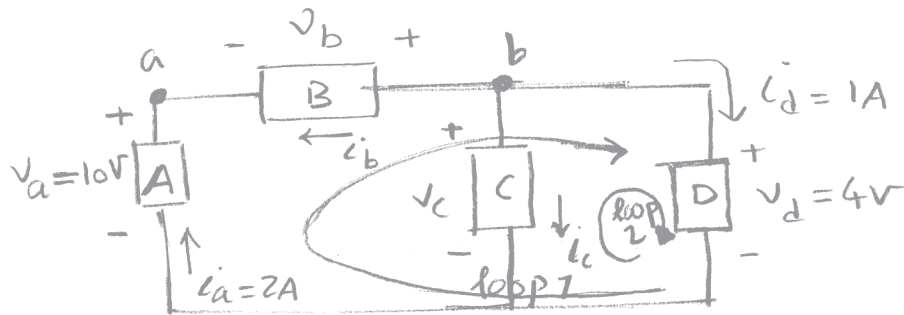 a
- v_b +
b
B
i_d = 1A
+
i_b
+
+
v_a = 10V
A
v_c
C
loop 2
D
v_d = 4V
-
i_a = 2A
-
i_c
-
loop 1